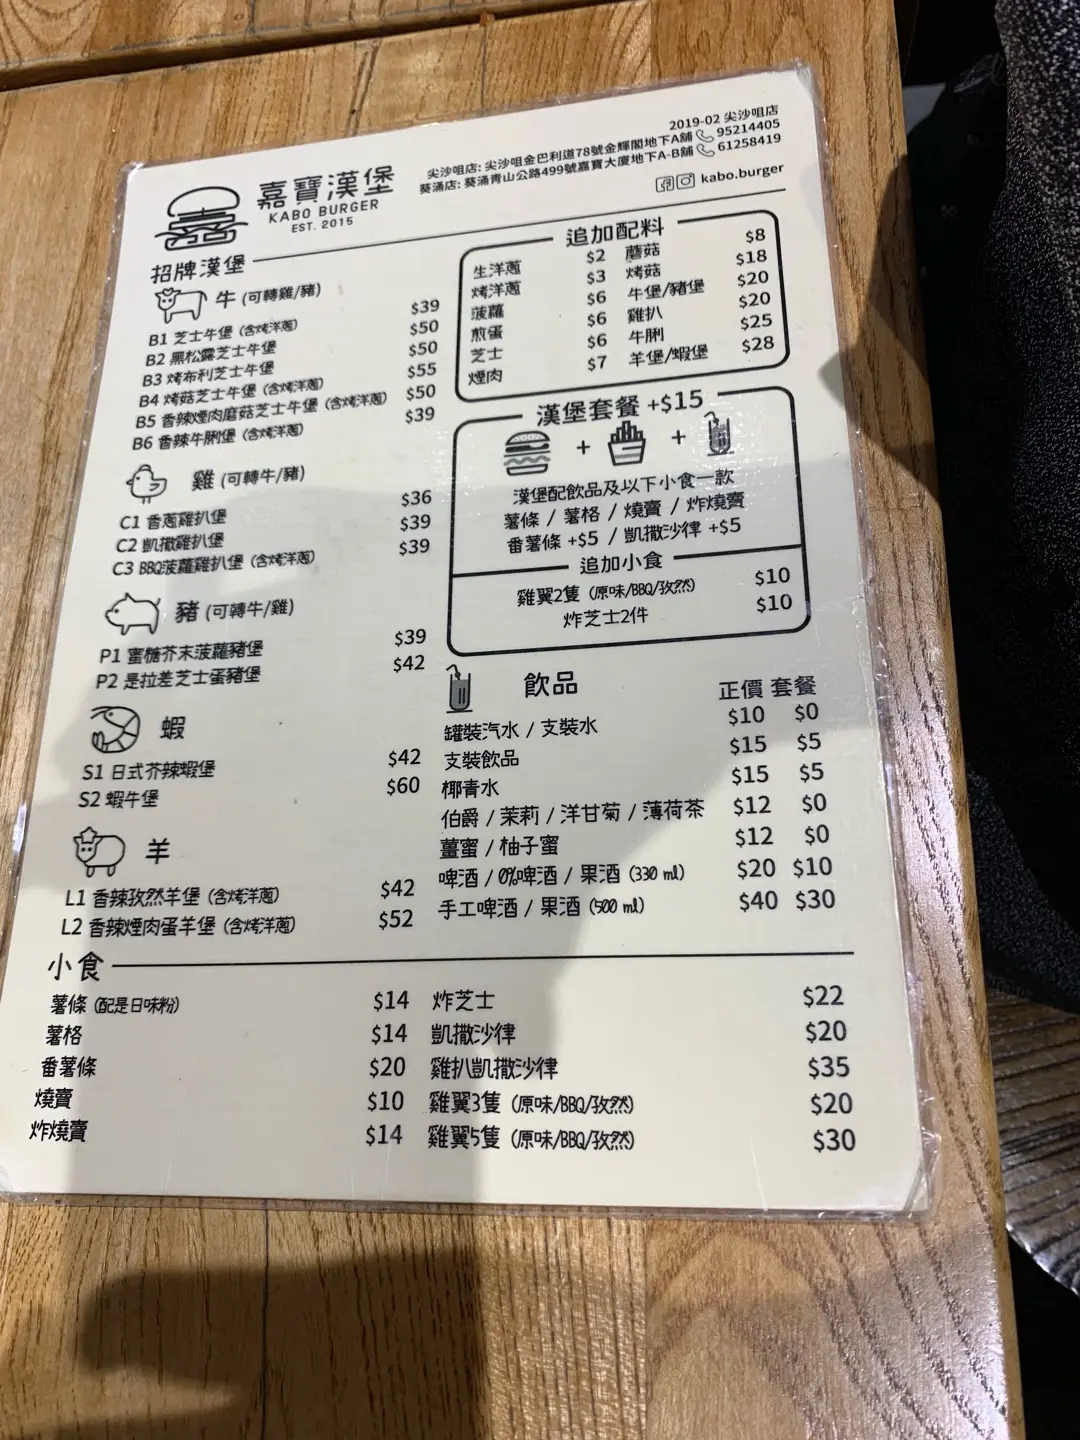 嘉寶漢堡
KABO BURGER
EST. 2015
2019-02 尖沙咀店
尖沙咀店: 尖沙咀金巴利道78號金輝閣地下A舖 95214405
葵涌店: 葵涌青山公路499號嘉寶大廈地下A-B舖 61258419
kabo.burger
招牌漢堡
牛 (可轉雞/豬)
B1 芝士牛堡 (含烤洋蔥) $39
B2 黑松露芝士牛堡 $50
B3 烤布利芝士牛堡 $50
B4 烤菇芝士牛堡 (含烤洋蔥) $55
B5 香辣煙肉磨菇芝士牛堡 (含烤洋蔥) $50
B6 香辣牛脷堡 (含烤洋蔥) $39
雞 (可轉牛/豬)
C1 香蔥雞扒堡 $36
C2 凱撒雞扒堡 $39
C3 BBQ菠蘿雞扒堡 (含烤洋蔥) $39
豬 (可轉牛/雞)
P1 蜜糖芥末菠蘿豬堡 $39
P2 是拉差芝士蛋豬堡 $42
蝦
S1 日式芥辣蝦堡 $42
S2 蝦牛堡 $60
羊
L1 香辣孜然羊堡 (含烤洋蔥) $42
L2 香辣煙肉蛋羊堡 (含烤洋蔥) $52
追加配料
生洋蔥 $2 蘑菇 $8
烤洋蔥 $3 烤菇 $18
菠蘿 $6 牛堡/豬堡 $20
煎蛋 $6 雞扒 $20
芝士 $6 牛脷 $25
煙肉 $7 羊堡/蝦堡 $28
漢堡套餐 +$15
+ +
漢堡配飲品及以下小食一款
薯條 / 薯格 / 燒賣 / 炸燒賣
番薯條 +$5 / 凱撒沙律 +$5
追加小食
雞翼2隻 (原味/BBQ/孜然) $10
炸芝士2件 $10
飲品 正價 套餐
罐裝汽水 / 支裝水 $10 $0
支裝飲品 $15 $5
椰青水 $15 $5
伯爵 / 茉莉 / 洋甘菊 / 薄荷茶 $12 $0
薑蜜 / 柚子蜜 $12 $0
啤酒 / 0%啤酒 / 果酒 (330 ml) $20 $10
手工啤酒 / 果酒 (500 ml) $40 $30
小食
薯條 (配是日味粉) $14 炸芝士 $22
薯格 $14 凱撒沙律 $20
番薯條 $20 雞扒凱撒沙律 $35
燒賣 $10 雞翼3隻 (原味/BBQ/孜然) $20
炸燒賣 $14 雞翼5隻 (原味/BBQ/孜然) $30